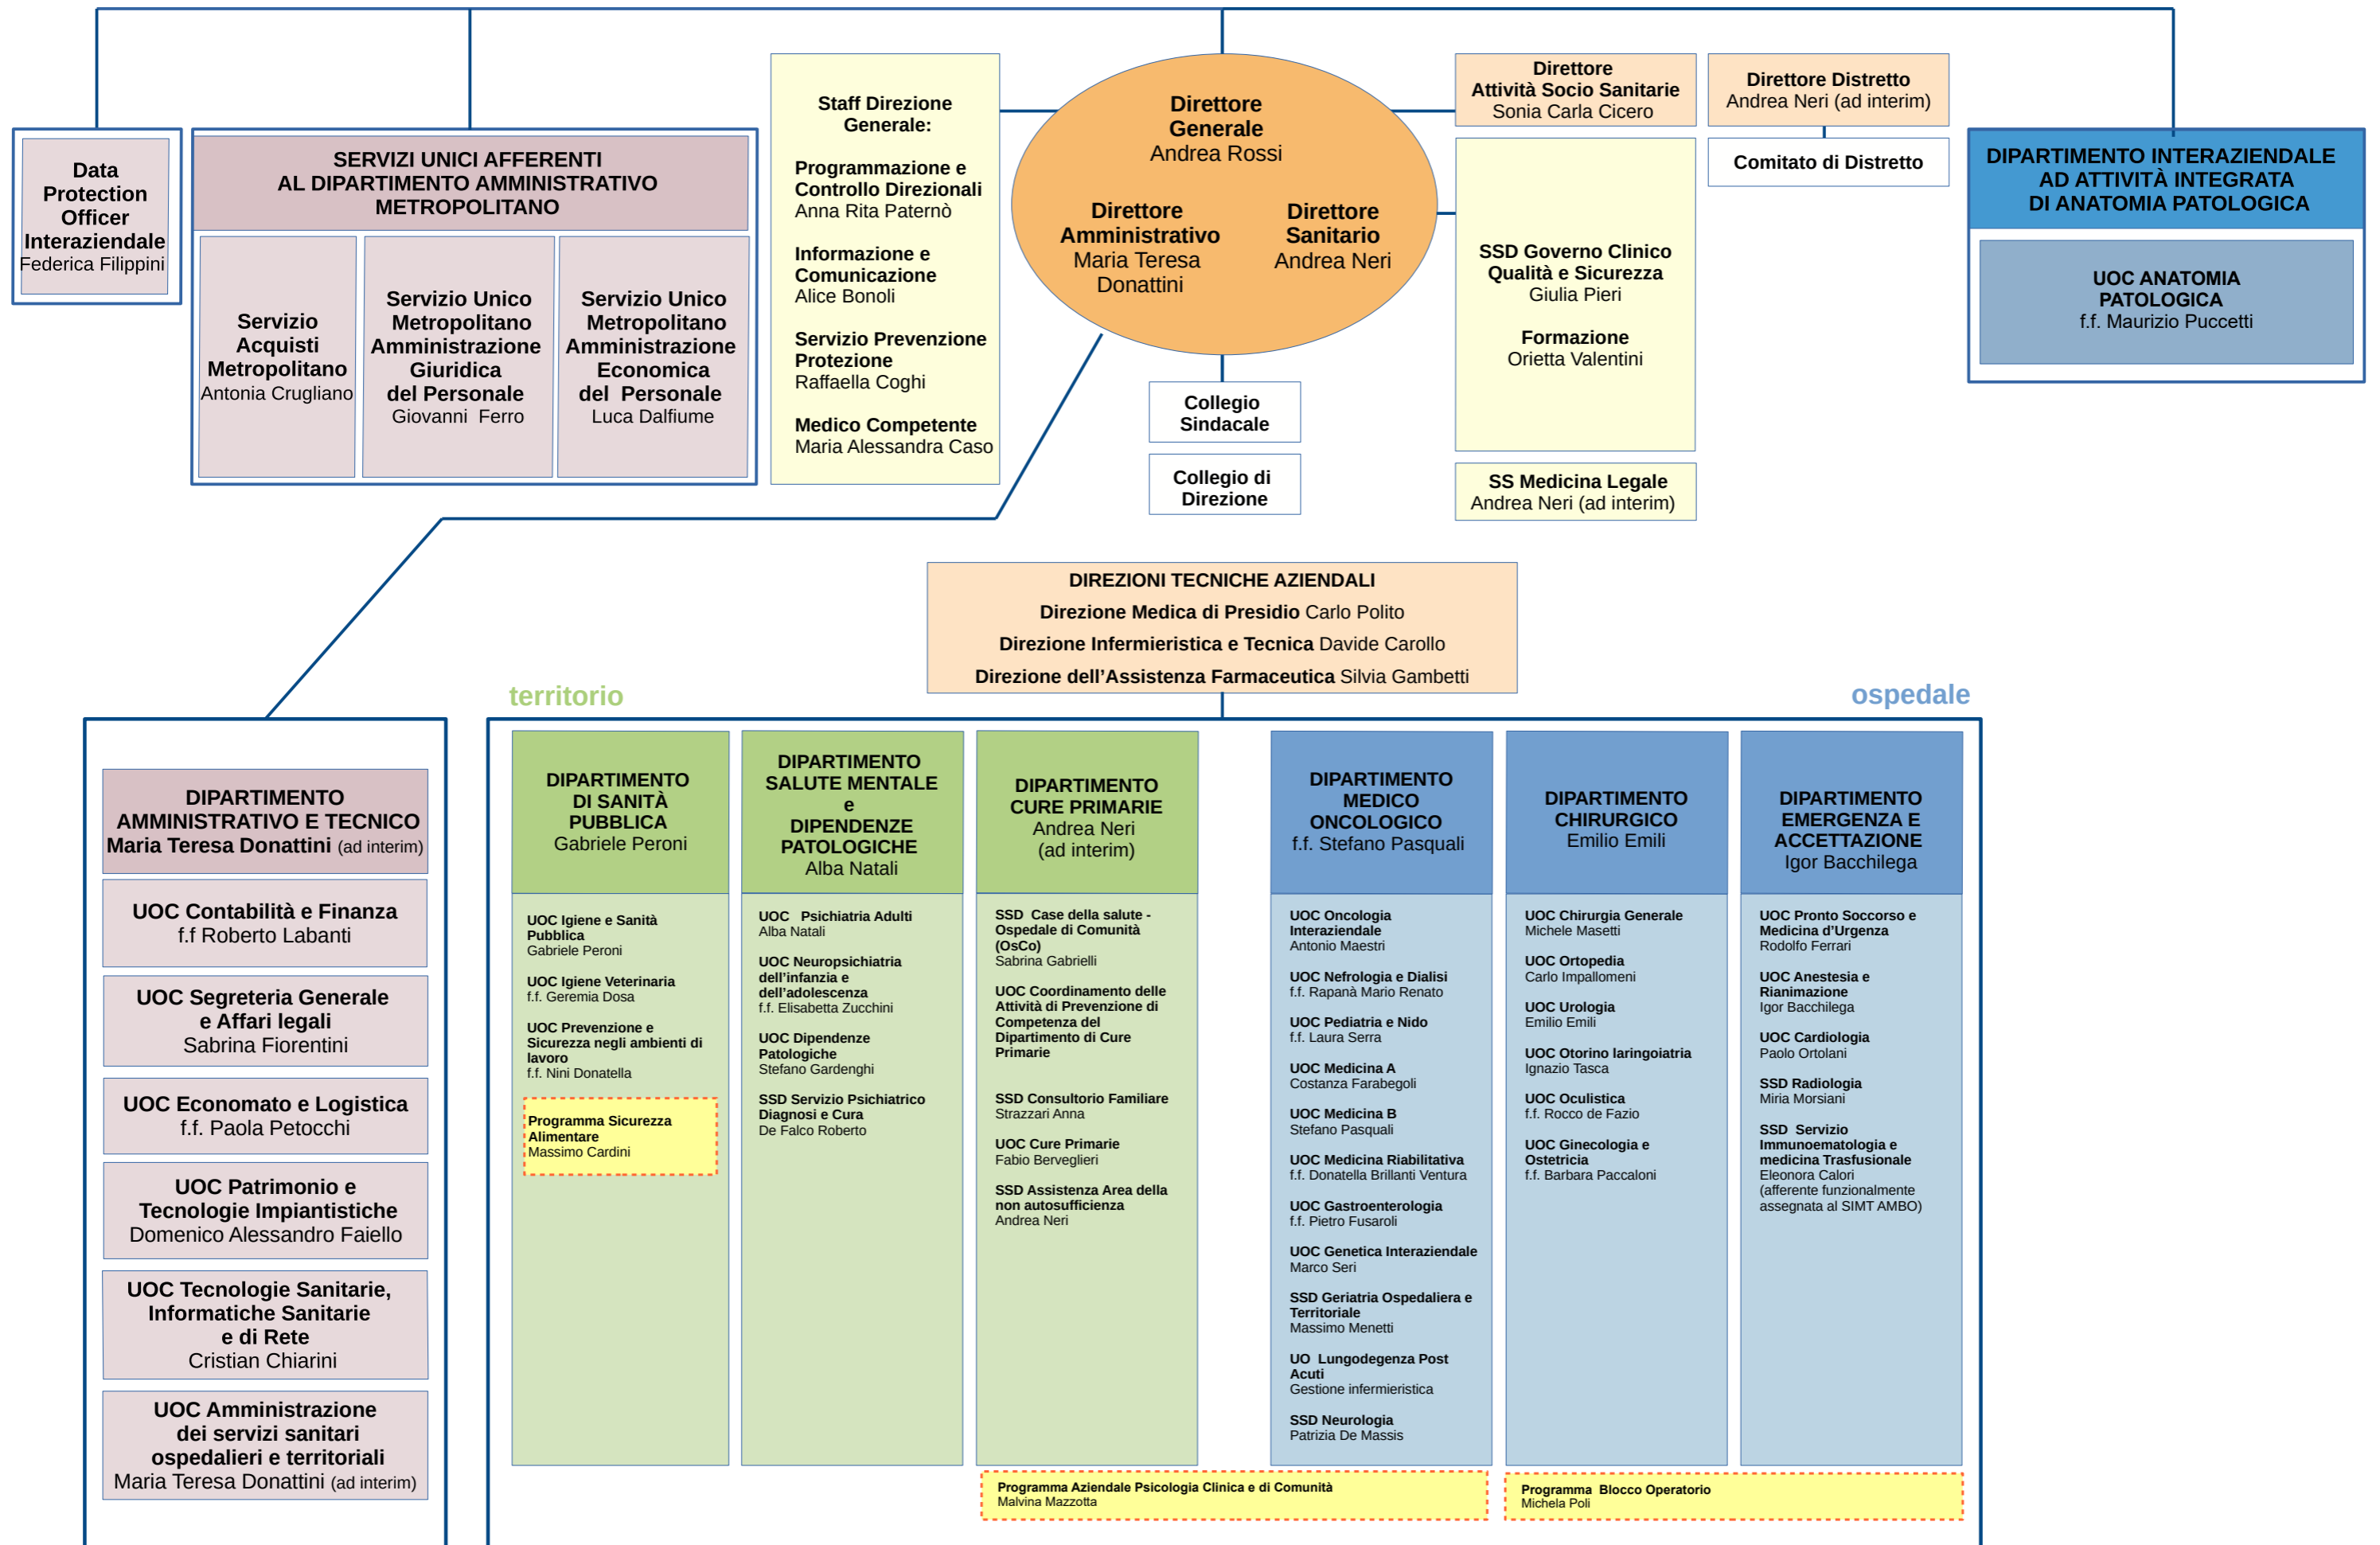 Data
Protection
Officer
Interaziendale
Federica Filippini
SERVIZI UNICI AFFERENTI
AL DIPARTIMENTO AMMINISTRATIVO
METROPOLITANO
Servizio
Acquisti
Metropolitano
Antonia Crugliano
Servizio Unico
Metropolitano
Amministrazione
Giuridica
del Personale
Giovanni Ferro
Servizio Unico
Metropolitano
Amministrazione
Economica
del Personale
Luca Dalfiume
Staff Direzione
Generale:
Programmazione e
Controllo Direzionali
Anna Rita Paternò
Informazione e
Comunicazione
Alice Bonoli
Servizio Prevenzione
Protezione
Raffaella Coghi
Medico Competente
Maria Alessandra Caso
Direttore
Generale
Andrea Rossi
Direttore
Amministrativo
Maria Teresa
Donattini
Direttore
Sanitario
Andrea Neri
Collegio
Sindacale
Collegio di
Direzione
Direttore
Attività Socio Sanitarie
Sonia Carla Cicero
SSD Governo Clinico
Qualità e Sicurezza
Giulia Pieri
Formazione
Orietta Valentini
SS Medicina Legale
Andrea Neri (ad interim)
Direttore Distretto
Andrea Neri (ad interim)
Comitato di Distretto
DIPARTIMENTO INTERAZIENDALE
AD ATTIVITÀ INTEGRATA
DI ANATOMIA PATOLOGICA
UOC ANATOMIA
PATOLOGICA
f.f. Maurizio Puccetti
DIREZIONI TECNICHE AZIENDALI
Direzione Medica di Presidio Carlo Polito
Direzione Infermieristica e Tecnica Davide Carollo
Direzione dell’Assistenza Farmaceutica Silvia Gambetti
territorio
ospedale
DIPARTIMENTO
AMMINISTRATIVO E TECNICO
Maria Teresa Donattini (ad interim)
UOC Contabilità e Finanza
f.f Roberto Labanti
UOC Segreteria Generale
e Affari legali
Sabrina Fiorentini
UOC Economato e Logistica
f.f. Paola Petocchi
UOC Patrimonio e
Tecnologie Impiantistiche
Domenico Alessandro Faiello
UOC Tecnologie Sanitarie,
Informatiche Sanitarie
e di Rete
Cristian Chiarini
UOC Amministrazione
dei servizi sanitari
ospedalieri e territoriali
Maria Teresa Donattini (ad interim)
DIPARTIMENTO
DI SANITÀ
PUBBLICA
Gabriele Peroni
UOC Igiene e Sanità
Pubblica
Gabriele Peroni
UOC Igiene Veterinaria
f.f. Geremia Dosa
UOC Prevenzione e
Sicurezza negli ambienti di
lavoro
f.f. Nini Donatella
Programma Sicurezza
Alimentare
Massimo Cardini
DIPARTIMENTO
SALUTE MENTALE
e
DIPENDENZE
PATOLOGICHE
Alba Natali
UOC Psichiatria Adulti
Alba Natali
UOC Neuropsichiatria
dell’infanzia e
dell’adolescenza
f.f. Elisabetta Zucchini
UOC Dipendenze
Patologiche
Stefano Gardenghi
SSD Servizio Psichiatrico
Diagnosi e Cura
De Falco Roberto
DIPARTIMENTO
CURE PRIMARIE
Andrea Neri
(ad interim)
SSD Case della salute -
Ospedale di Comunità
(OsCo)
Sabrina Gabrielli
UOC Coordinamento delle
Attività di Prevenzione di
Competenza del
Dipartimento di Cure
Primarie
SSD Consultorio Familiare
Strazzari Anna
UOC Cure Primarie
Fabio Berveglieri
SSD Assistenza Area della
non autosufficienza
Andrea Neri
DIPARTIMENTO
MEDICO
ONCOLOGICO
f.f. Stefano Pasquali
UOC Oncologia
Interaziendale
Antonio Maestri
UOC Nefrologia e Dialisi
f.f. Rapanà Mario Renato
UOC Pediatria e Nido
f.f. Laura Serra
UOC Medicina A
Costanza Farabegoli
UOC Medicina B
Stefano Pasquali
UOC Medicina Riabilitativa
f.f. Donatella Brillanti Ventura
UOC Gastroenterologia
f.f. Pietro Fusaroli
UOC Genetica Interaziendale
Marco Seri
SSD Geriatria Ospedaliera e
Territoriale
Massimo Menetti
UO Lungodegenza Post
Acuti
Gestione infermieristica
SSD Neurologia
Patrizia De Massis
DIPARTIMENTO
CHIRURGICO
Emilio Emili
UOC Chirurgia Generale
Michele Masetti
UOC Ortopedia
Carlo Impallomeni
UOC Urologia
Emilio Emili
UOC Otorino laringoiatria
Ignazio Tasca
UOC Oculistica
f.f. Rocco de Fazio
UOC Ginecologia e
Ostetricia
f.f. Barbara Paccaloni
DIPARTIMENTO
EMERGENZA E
ACCETTAZIONE
Igor Bacchilega
UOC Pronto Soccorso e
Medicina d’Urgenza
Rodolfo Ferrari
UOC Anestesia e
Rianimazione
Igor Bacchilega
UOC Cardiologia
Paolo Ortolani
SSD Radiologia
Miria Morsiani
SSD Servizio
Immunoematologia e
medicina Trasfusionale
Eleonora Calori
(afferente funzionalmente
assegnata al SIMT AMBO)
Programma Aziendale Psicologia Clinica e di Comunità
Malvina Mazzotta
Programma Blocco Operatorio
Michela Poli